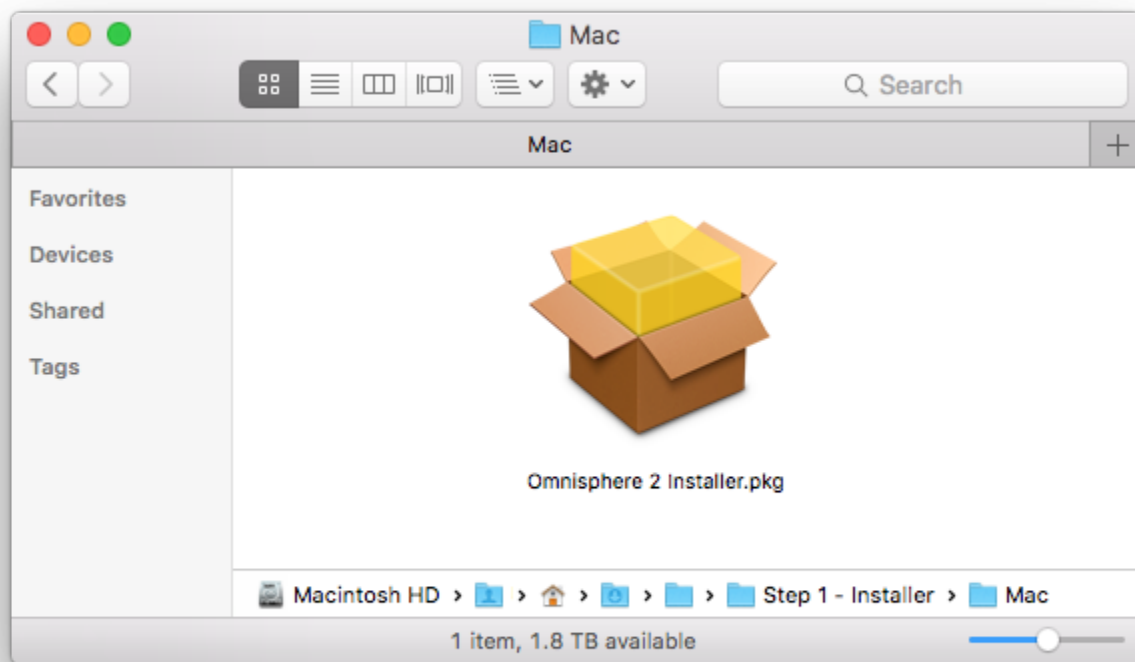 Mac
Search
Mac
+
Favorites
Devices
Shared
Tags
Omnisphere 2 Installer.pkg
Macintosh HD › › › › › Step 1 - Installer › Mac
1 item, 1.8 TB available